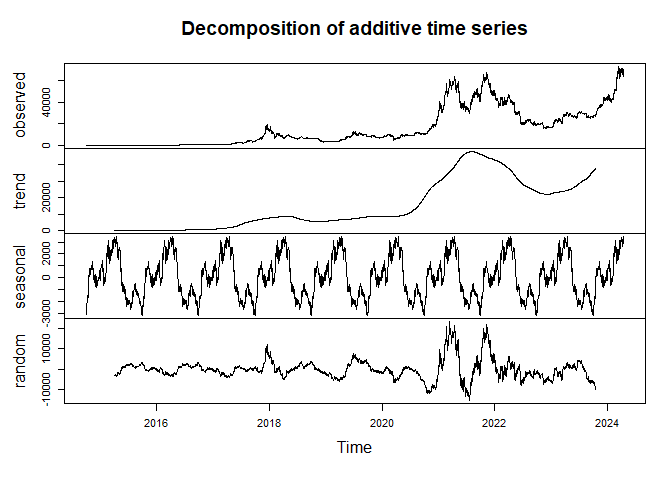 Decomposition of additive time series
observed
0 40000
trend
0 20000
seasonal
-3000 0 2000
random
-10000 10000
2016 2018 2020 2022 2024
Time